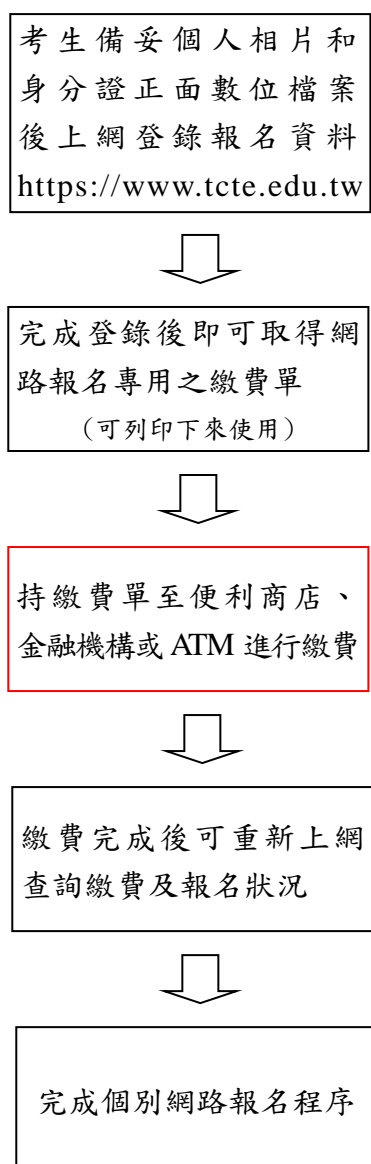 考生備妥個人相片和
身分證正面數位檔案
後上網登錄報名資料
https://www.tcte.edu.tw
完成登錄後即可取得網
路報名專用之繳費單
（可列印下來使用）
持繳費單至便利商店、
金融機構或 ATM 進行繳費
繳費完成後可重新上網
查詢繳費及報名狀況
完成個別網路報名程序